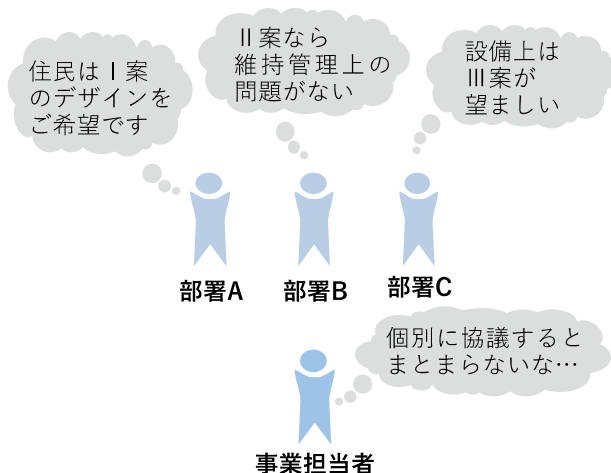 住民はⅠ案
のデザインを
ご希望です
Ⅱ案なら
維持管理上の
問題がない
設備上は
Ⅲ案が
望ましい
部署A
部署B
部署C
個別に協議すると
まとまらないな…
事業担当者